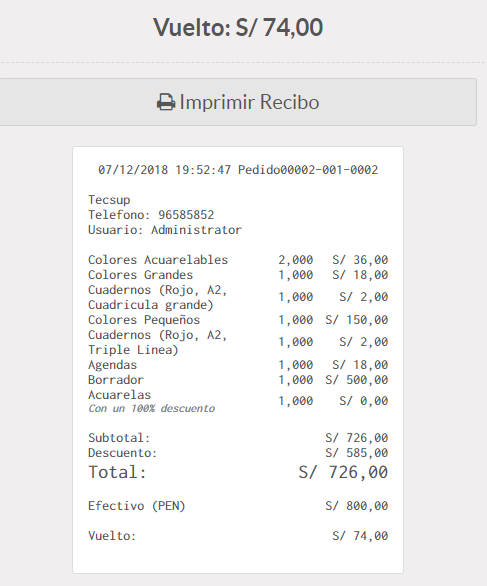 Vuelto: S/ 74,00
Imprimir Recibo
07/12/2018 19:52:47 Pedido00002-001-0002
Tecsup
Telefono: 96585852
Usuario: Administrator
Colores Acuarelables 2,000 S/ 36,00
Colores Grandes 1,000 S/ 18,00
Cuadernos (Rojo, A2,
Cuadricula grande) 1,000 S/ 2,00
Colores Pequeños 1,000 S/ 150,00
Cuadernos (Rojo, A2,
Triple Linea) 1,000 S/ 2,00
Agendas 1,000 S/ 18,00
Borrador 1,000 S/ 500,00
Acuarelas 1,000 S/ 0,00
Con un 100% descuento
Subtotal: S/ 726,00
Descuento: S/ 585,00
Total: S/ 726,00
Efectivo (PEN) S/ 800,00
Vuelto: S/ 74,00